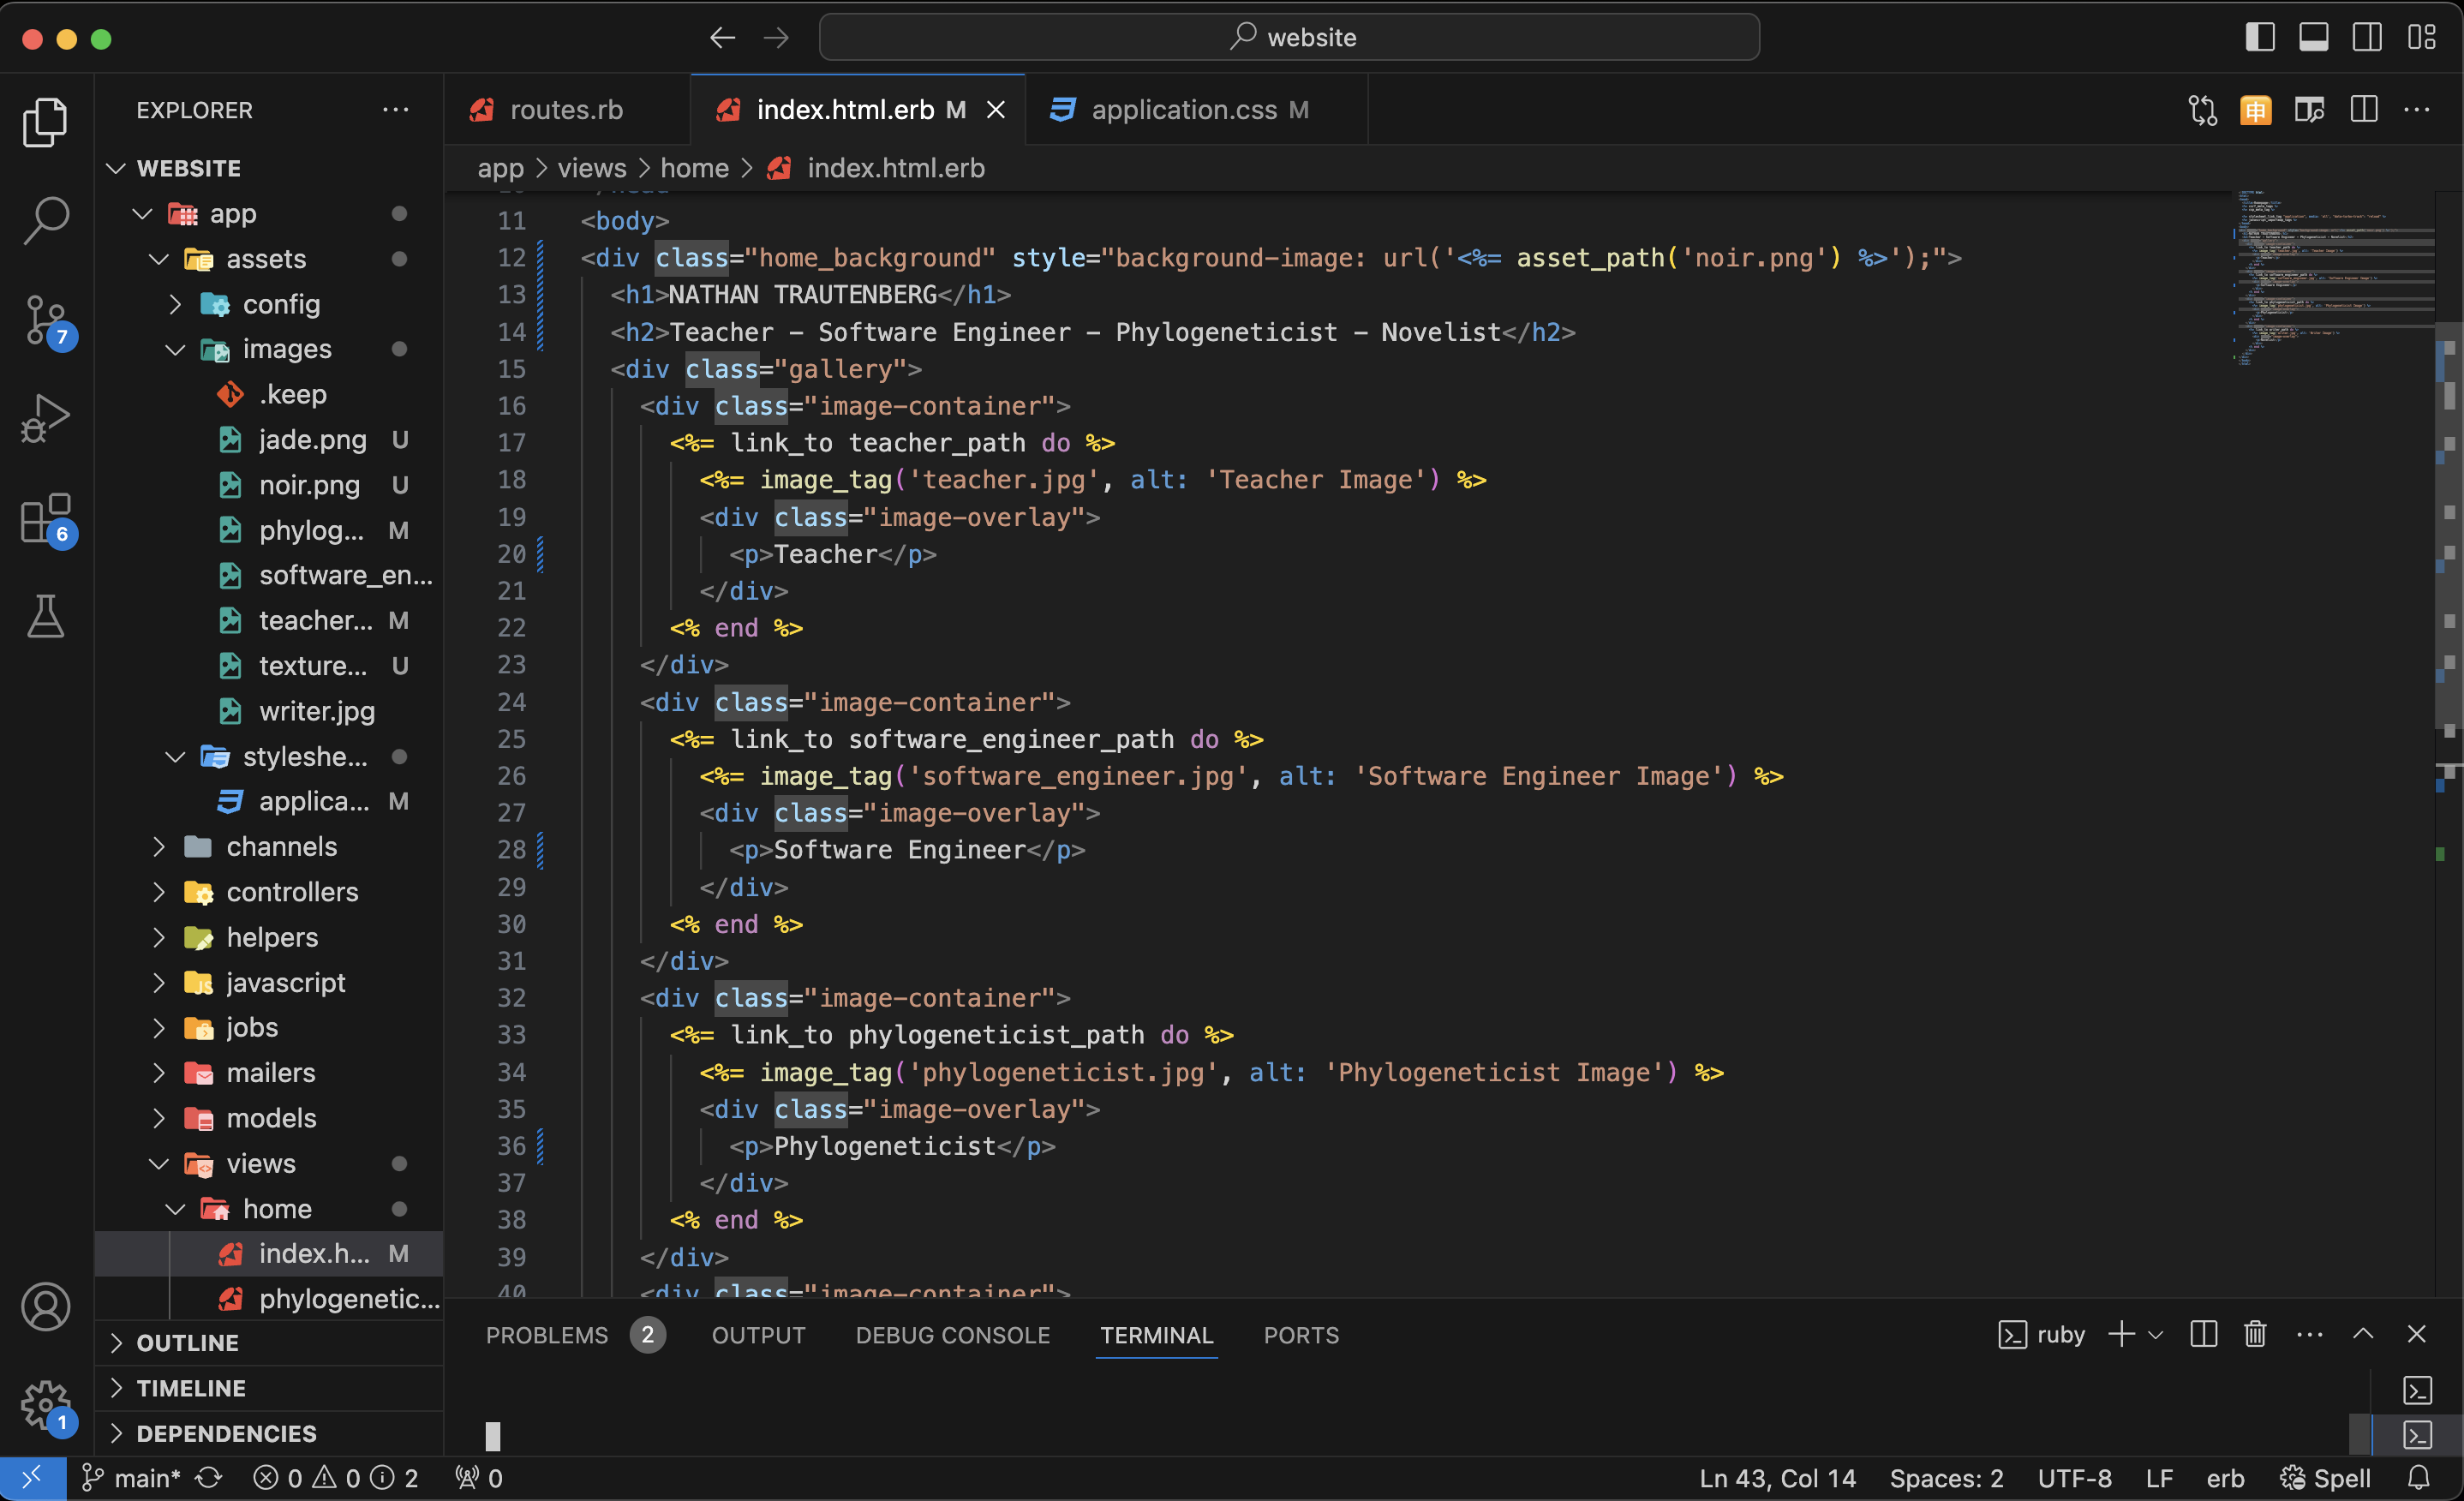 website
EXPLORER
routes.rb
index.html.erb M
application.css M
app > views > home > index.html.erb
WEBSITE
app
assets
config
images
.keep
jade.png U
noir.png U
phylog... M
software_en...
teacher... M
texture... U
writer.jpg
styleshe...
applica... M
channels
controllers
helpers
javascript
jobs
mailers
models
views
home
index.h... M
phylogenetic...
OUTLINE
TIMELINE
DEPENDENCIES
7
6
1
11 <body>
12 <div class="home_background" style="background-image: url('<%= asset_path('noir.png') %>');">
13 <h1>NATHAN TRAUTENBERG</h1>
14 <h2>Teacher - Software Engineer - Phylogeneticist - Novelist</h2>
15 <div class="gallery">
16 <div class="image-container">
17 <%= link_to teacher_path do %>
18 <%= image_tag('teacher.jpg', alt: 'Teacher Image') %>
19 <div class="image-overlay">
20 <p>Teacher</p>
21 </div>
22 <% end %>
23 </div>
24 <div class="image-container">
25 <%= link_to software_engineer_path do %>
26 <%= image_tag('software_engineer.jpg', alt: 'Software Engineer Image') %>
27 <div class="image-overlay">
28 <p>Software Engineer</p>
29 </div>
30 <% end %>
31 </div>
32 <div class="image-container">
33 <%= link_to phylogeneticist_path do %>
34 <%= image_tag('phylogeneticist.jpg', alt: 'Phylogeneticist Image') %>
35 <div class="image-overlay">
36 <p>Phylogeneticist</p>
37 </div>
38 <% end %>
39 </div>
40 <div class="image-container">
PROBLEMS 2 OUTPUT DEBUG CONSOLE TERMINAL PORTS
ruby
main* 0 0 2 0
Ln 43, Col 14 Spaces: 2 UTF-8 LF erb Spell